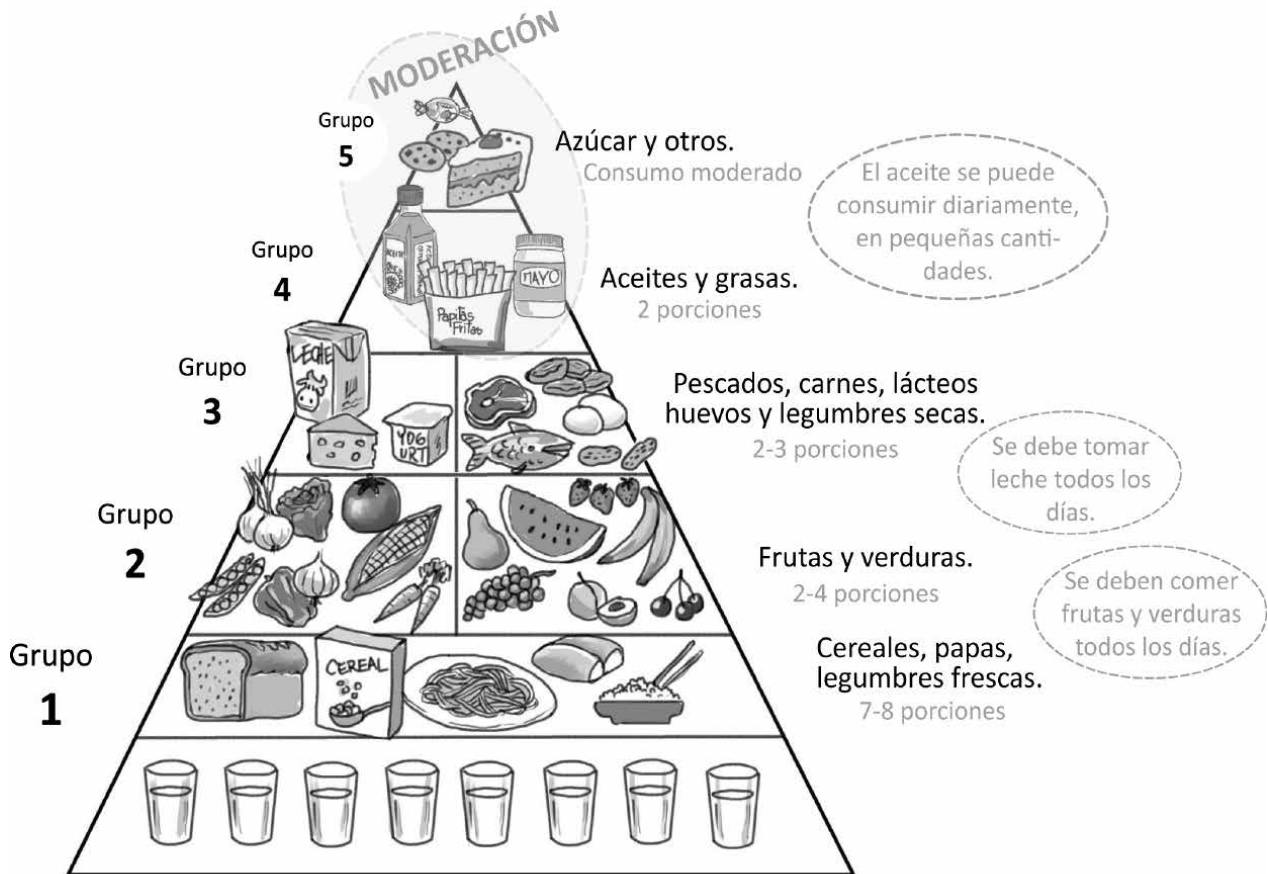 MODERACIÓN
Grupo
5
Azúcar y otros.
Consumo moderado
El aceite se puede
consumir diariamente,
en pequeñas canti-
dades.
Grupo
4
ACEITE
Aceites y grasas.
2 porciones
MAYO
Papitas
Fritas
LECHE
Grupo
3
YOG
URT
Pescados, carnes, lácteos
huevos y legumbres secas.
2-3 porciones
Se debe tomar
leche todos los
días.
Grupo
2
Frutas y verduras.
2-4 porciones
Se deben comer
frutas y verduras
todos los días.
Grupo
1
CEREAL
Cereales, papas,
legumbres frescas.
7-8 porciones